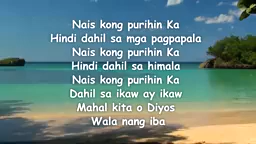 Nais kong purihin Ka
Hindi dahil sa mga pagpapala
Nais kong purihin Ka
Hindi dahil sa himala
Nais kong purihin Ka
Dahil sa ikaw ay ikaw
Mahal kita o Diyos
Wala nang iba